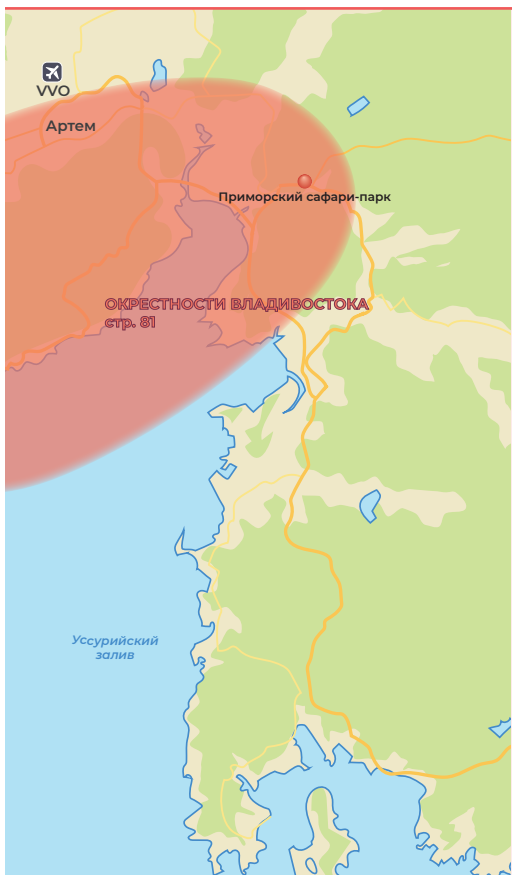 VVO
Артем
Приморский сафари-парк
ОКРЕСТНОСТИ ВЛАДИВОСТОКА
стр. 81
Уссурийский
залив